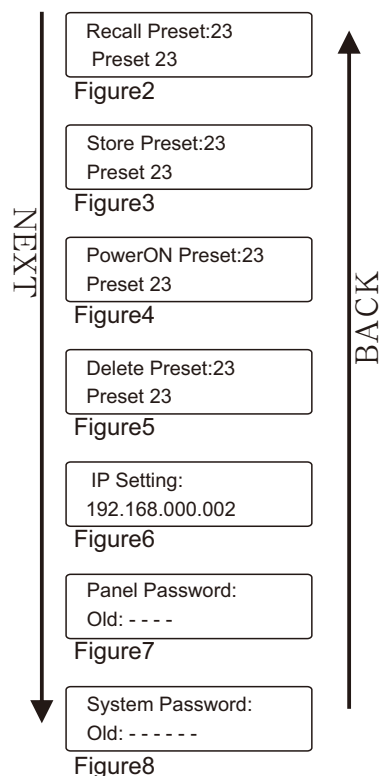 Recall Preset:23
Preset 23
Figure2
Store Preset:23
Preset 23
Figure3
NEXT
PowerON Preset:23
Preset 23
Figure4
BACK
Delete Preset:23
Preset 23
Figure5
IP Setting:
192.168.000.002
Figure6
Panel Password:
Old: - - - -
Figure7
System Password:
Old: - - - - - -
Figure8